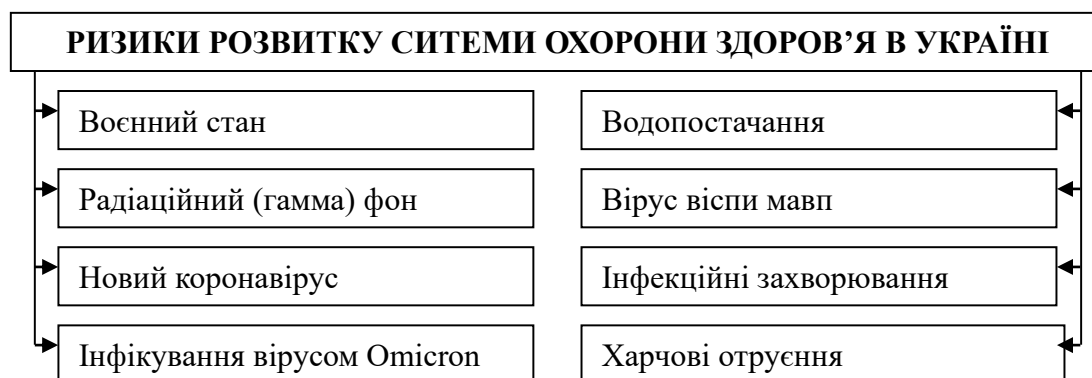 РИЗИКИ РОЗВИТКУ СИТЕМИ ОХОРОНИ ЗДОРОВ’Я В УКРАЇНІ
Воєнний стан
Водопостачання
Радіаційний (гамма) фон
Вірус віспи мавп
Новий коронавірус
Інфекційні захворювання
Інфікування вірусом Omicron
Харчові отруєння